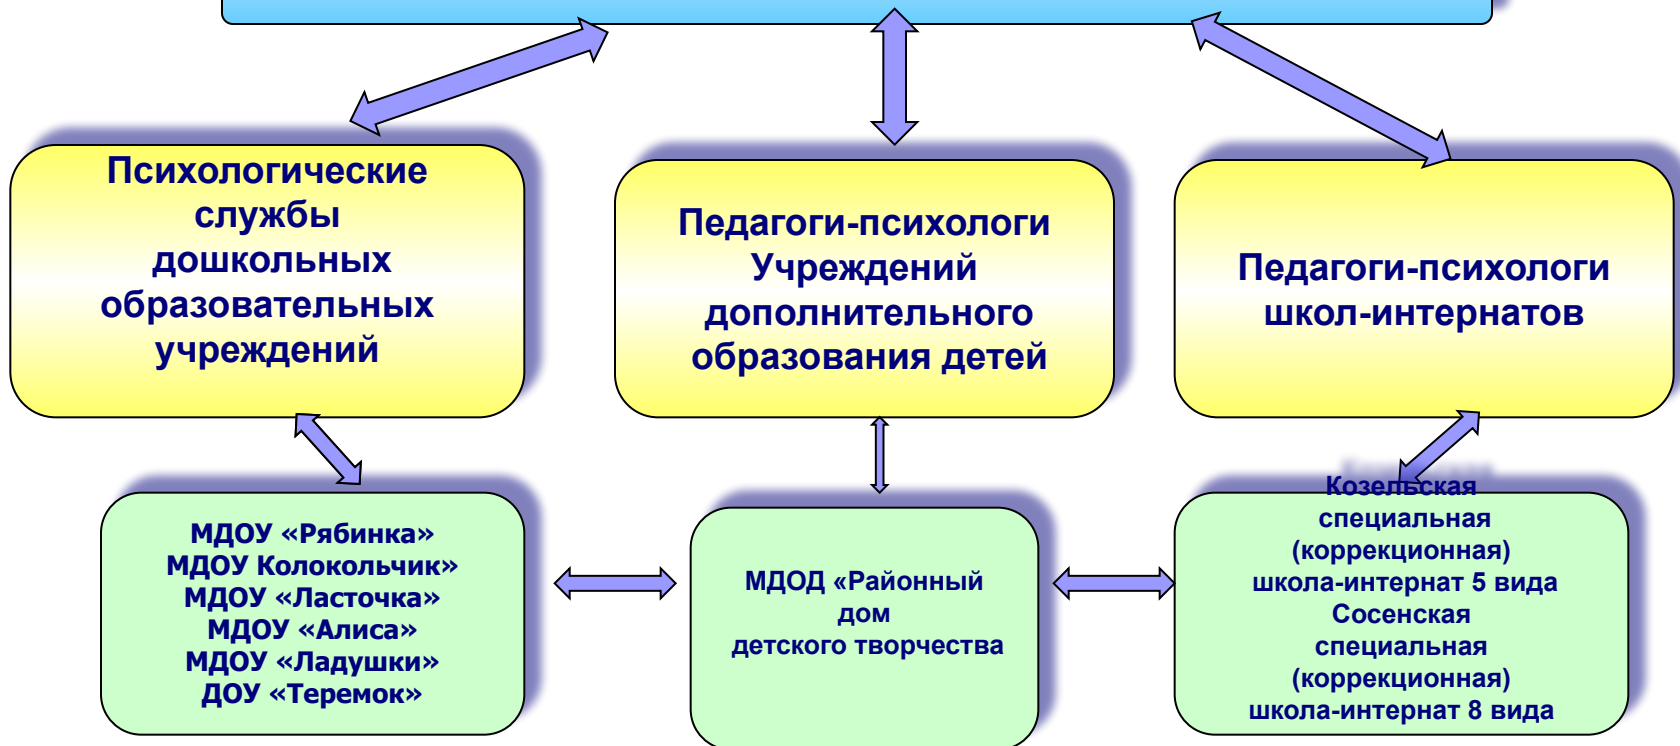 Психологические
службы
дошкольных
образовательных
учреждений
Педагоги-психологи
Учреждений
дополнительного
образования детей
Педагоги-психологи
школ-интернатов
МДОУ «Рябинка»
МДОУ Колокольчик»
МДОУ «Ласточка»
МДОУ «Алиса»
МДОУ «Ладушки»
ДОУ «Теремок»
МДОД «Районный
дом
детского творчества
Козельская
специальная
(коррекционная)
школа-интернат 5 вида
Сосенская
специальная
(коррекционная)
школа-интернат 8 вида